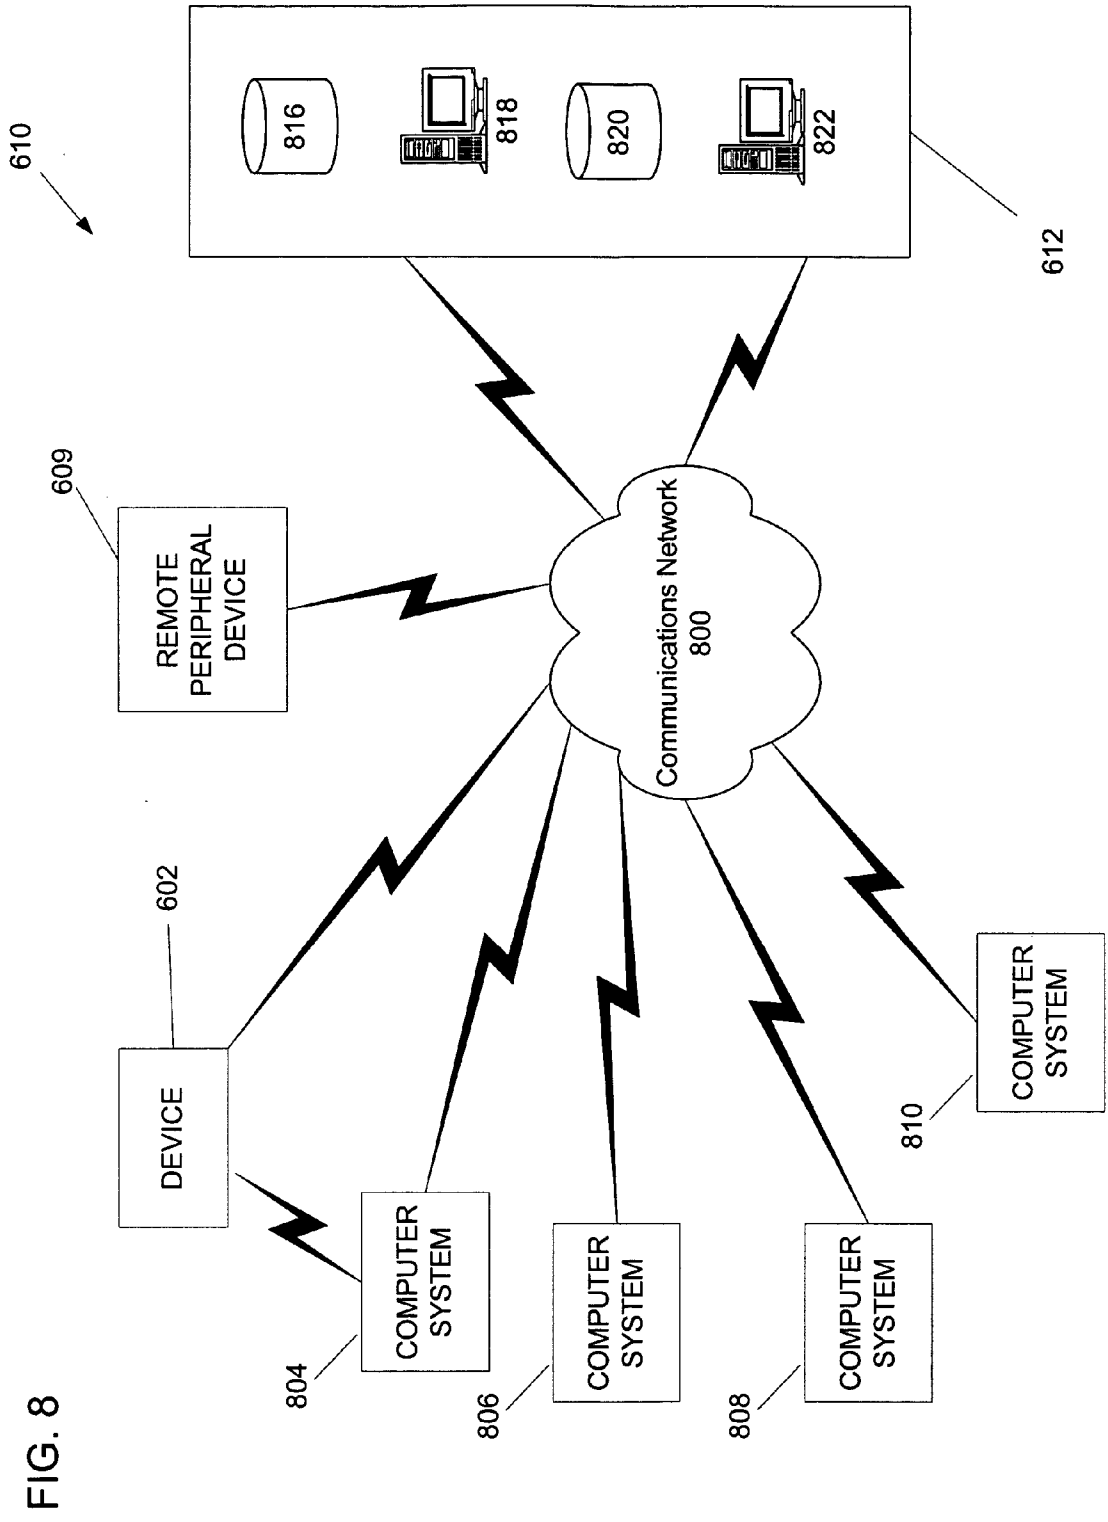 FIG. 8
610
602
DEVICE
609
REMOTE
PERIPHERAL
DEVICE
804
COMPUTER
SYSTEM
806
COMPUTER
SYSTEM
808
COMPUTER
SYSTEM
810
COMPUTER
SYSTEM
Communications Network
800
816
818
820
822
612